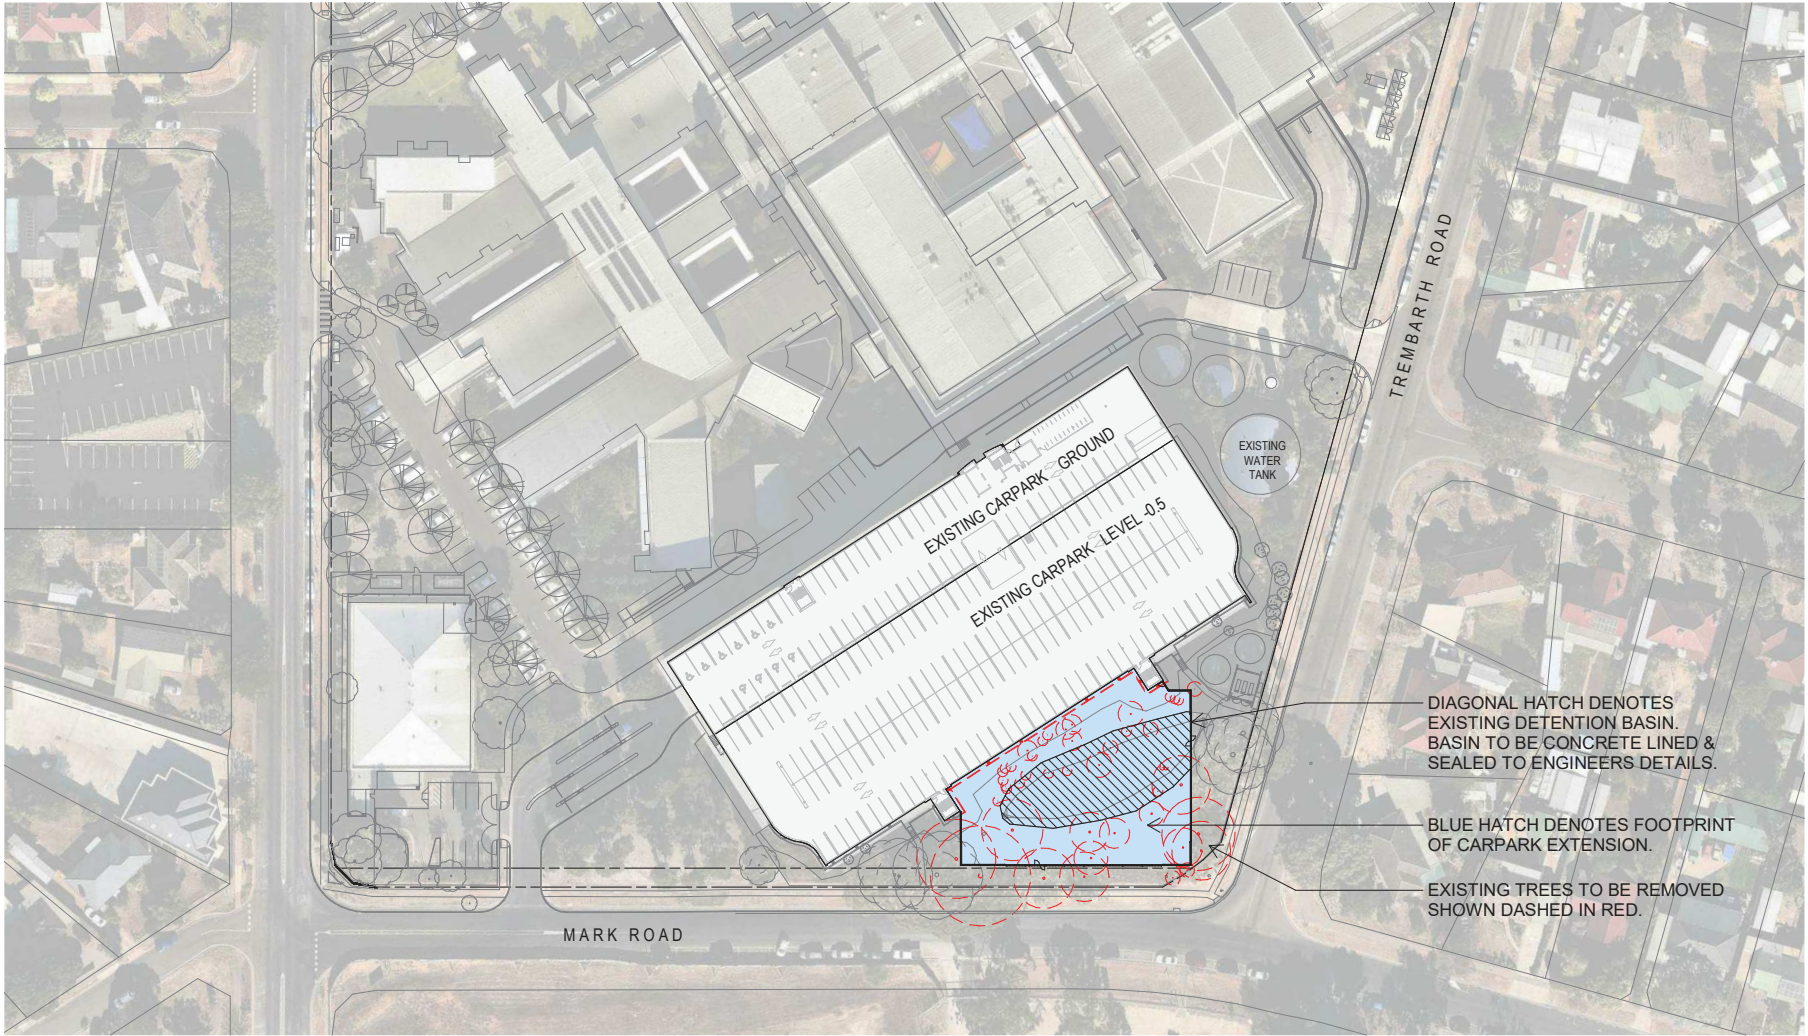 TREMBARTH ROAD
EXISTING
WATER
TANK
EXISTING CARPARK GROUND
EXISTING CARPARK LEVEL -0.5
DIAGONAL HATCH DENOTES
EXISTING DETENTION BASIN.
BASIN TO BE CONCRETE LINED &
SEALED TO ENGINEERS DETAILS.
BLUE HATCH DENOTES FOOTPRINT
OF CARPARK EXTENSION.
EXISTING TREES TO BE REMOVED
SHOWN DASHED IN RED.
MARK ROAD